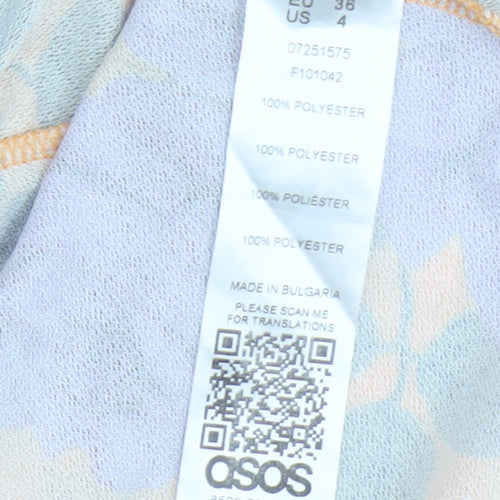 EU 36
US 4
07251575
F101042
100% POLYESTER
100% POLYESTER
100% POLIÉSTER
100% POLYESTER
MADE IN BULGARIA
PLEASE SCAN ME
FOR TRANSLATIONS
asos